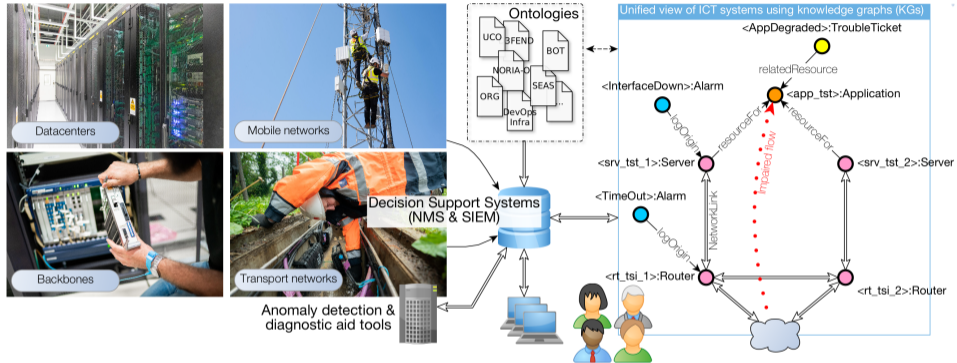 Datacenters
Mobile networks
Backbones
Transport networks
Decision Support Systems
(NMS & SIEM)
Anomaly detection &
diagnostic aid tools
Ontologies
UCO
3FEND
BOT
NORIA-O
SEAS
ORG
DevOps
Infra
...
Unified view of ICT systems using knowledge graphs (KGs)
<AppDegraded>:TroubleTicket
relatedResource
<InterfaceDown>:Alarm
<app_tst>:Application
logOrigin
resourceFor
resourceFor
Impaired flow
<srv_tst_1>:Server
<srv_tst_2>:Server
<TimeOut>:Alarm
NetworkLink
logOrigin
<rt_tsi_1>:Router
<rt_tsi_2>:Router